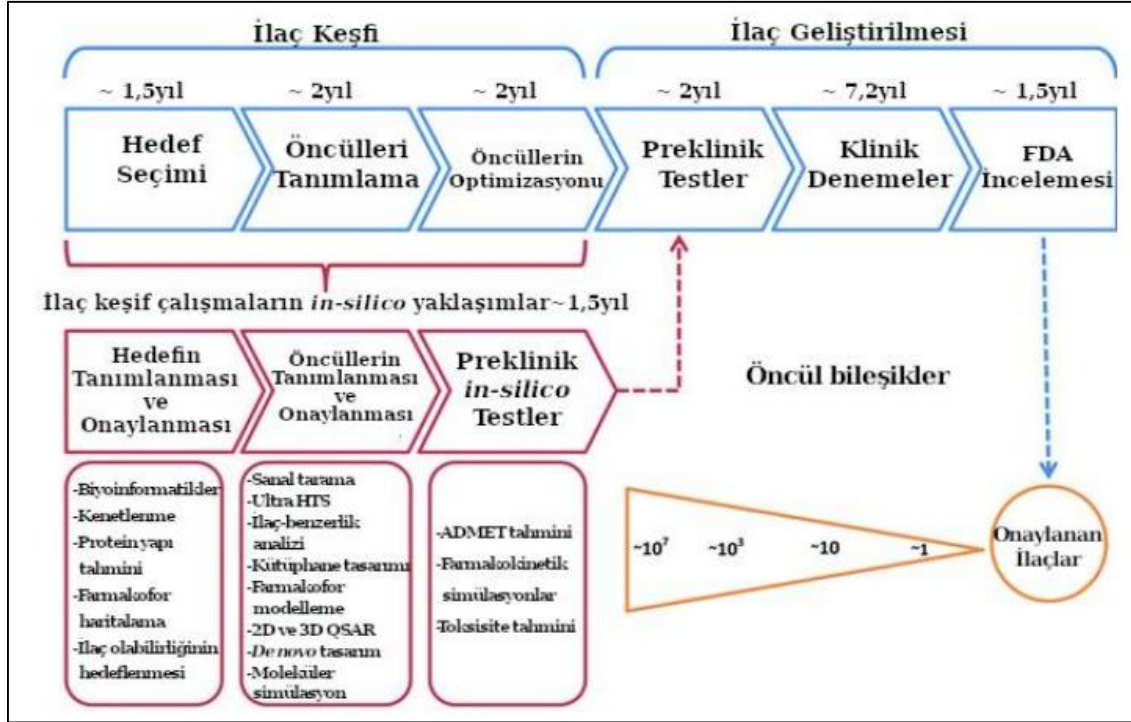 İlaç Keşfi
İlaç Geliştirilmesi
~ 1,5yıl
~ 2yıl
~ 2yıl
~ 2yıl
~ 7,2yıl
~ 1,5yıl
Hedef
Seçimi
Öncülleri
Tanımlama
Öncüllerin
Optimizasyonu
Preklinik
Testler
Klinik
Denemeler
FDA
İncelemesi
İlaç keşif çalışmaların in-silico yaklaşımlar~1,5yıl
Hedefin
Tanımlanması
ve
Onaylanması
Öncüllerin
Tanımlanması
ve
Onaylanması
Preklinik
in-silico
Testler
Öncül bileşikler
-Biyoinformatikler
-Kenetlenme
-Protein yapı
tahmini
-Farmakofor
haritalama
-İlaç olabilirliğinin
hedeflenmesi
-Sanal tarama
-Ultra HTS
-İlaç-benzerlik
analizi
-Kütüphane tasarımı
-Farmakofor
modelleme
-2D ve 3D QSAR
-De novo tasarım
-Moleküler
simülasyon
-ADMET tahmini
-Farmakokinetik
simülasyonlar
-Toksisite tahmini
~10⁷
~10³
~10
~1
Onaylanan
İlaçlar